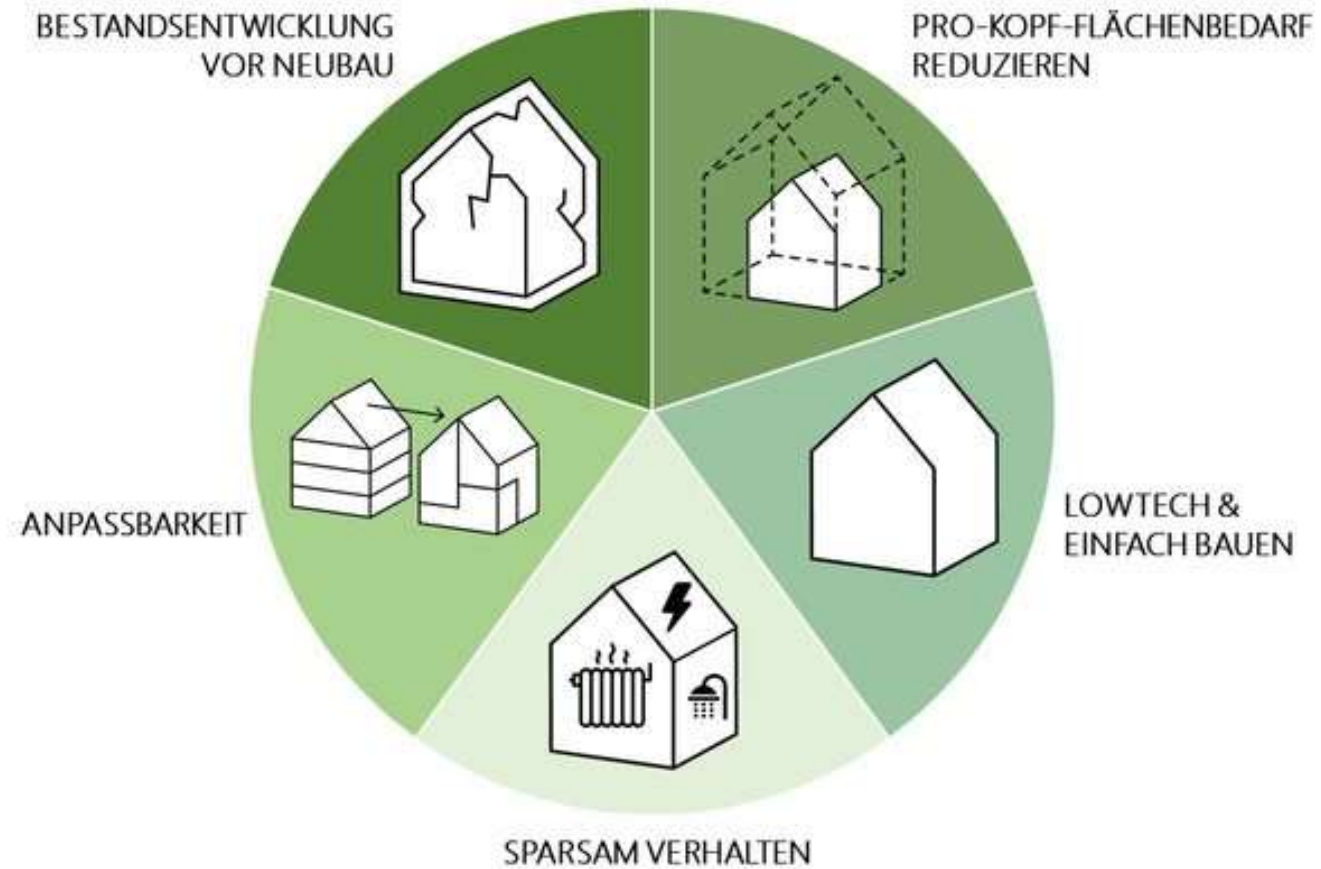 BESTANDSENTWICKLUNG
VOR NEUBAU
PRO-KOPF-FLÄCHENBEDARF
REDUZIEREN
LOWTECH &
EINFACH BAUEN
SPARSAM VERHALTEN
ANPASSBARKEIT